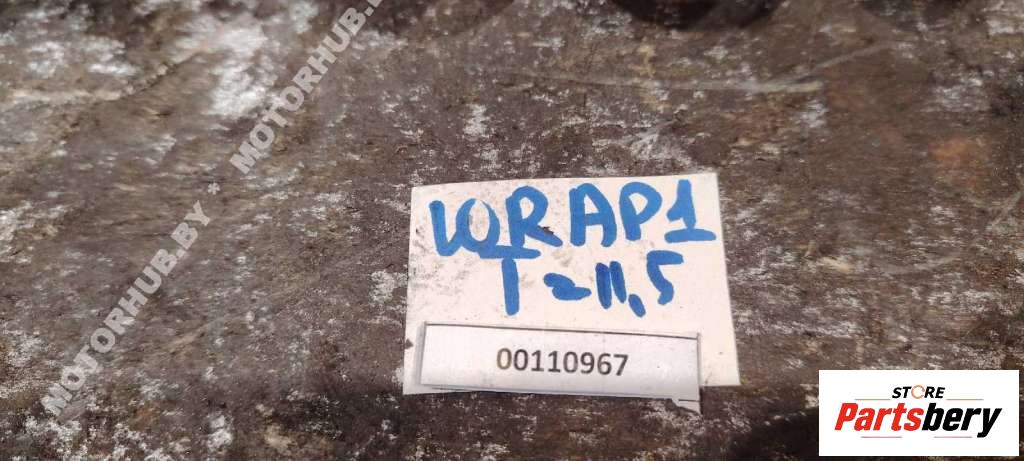 MOTORHUB.BY * MOTORHUB.BY
WRAP1
T=11,5
00110967
STORE
Partsbery